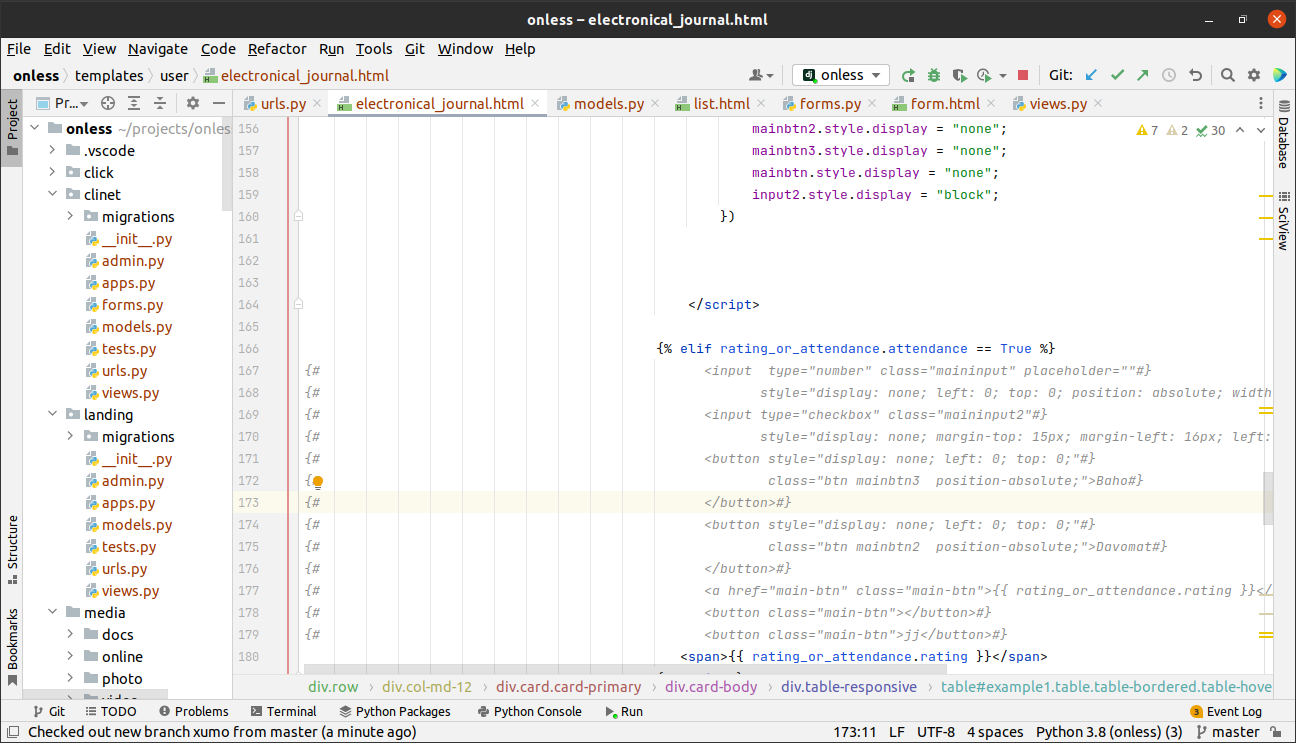 onless – electronical_journal.html
File Edit View Navigate Code Refactor Run Tools Git Window Help
onless templates user electronical_journal.html onless Git:
Project Pr... urls.py electronical_journal.html models.py list.html forms.py form.html views.py Database
onless ~/projects/onles
.vscode
click
clinet
migrations
__init__.py
admin.py
apps.py
forms.py
models.py
tests.py
urls.py
views.py
landing
migrations
__init__.py
admin.py
apps.py
models.py
tests.py
urls.py
views.py
media
docs
online
photo
video
7 2 30
156 mainbtn2.style.display = "none";
157 mainbtn3.style.display = "none";
158 mainbtn.style.display = "none";
159 input2.style.display = "block";
160 })
161
162
163
164 </script>
165
166 {% elif rating_or_attendance.attendance == True %}
167 {# <input  type="number" class="maininput" placeholder=""#}
168 {# style="display: none; left: 0; top: 0; position: absolute; width
169 {# <input type="checkbox" class="maininput2"#}
170 {# style="display: none; margin-top: 15px; margin-left: 16px; left:
171 {# <button style="display: none; left: 0; top: 0;"#}
172 { class="btn mainbtn3  position-absolute;">Baho#}
173 {# </button>#}
174 {# <button style="display: none; left: 0; top: 0;"#}
175 {# class="btn mainbtn2  position-absolute;">Davomat#}
176 {# </button>#}
177 {# <a href="main-btn" class="main-btn">{{ rating_or_attendance.rating }}</
178 {# <button class="main-btn"></button>#}
179 {# <button class="main-btn">jj</button>#}
180 <span>{{ rating_or_attendance.rating }}</span>
SciView
Structure
Bookmarks
div.row div.col-md-12 div.card.card-primary div.card-body div.table-responsive table#example1.table.table-bordered.table-hove
Git TODO Problems Terminal Python Packages Python Console Run 3 Event Log
Checked out new branch xumo from master (a minute ago) 173:11 LF UTF-8 4 spaces Python 3.8 (onless) (3) master